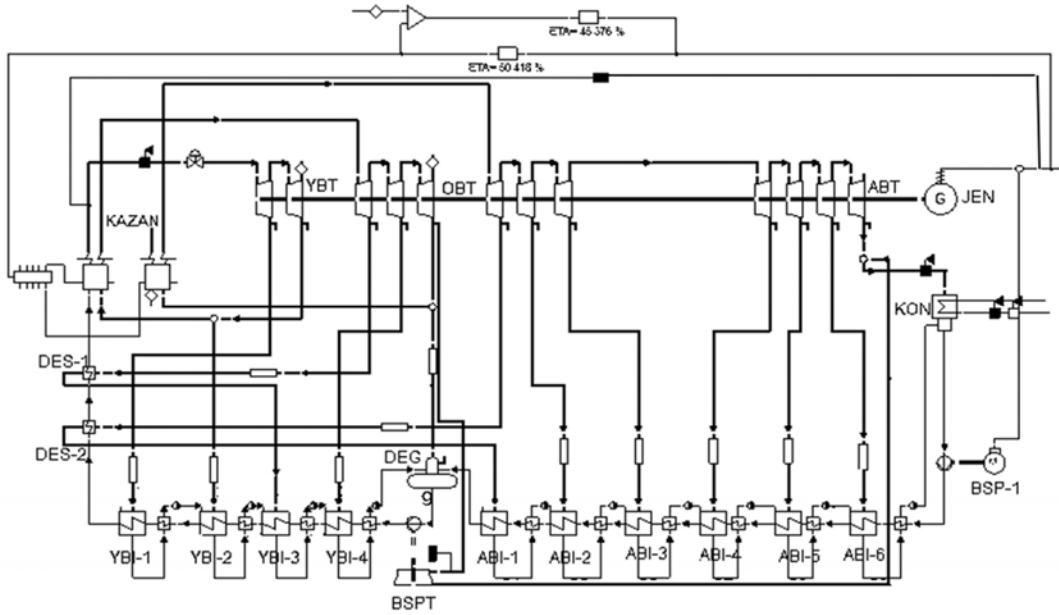 ETA= 45 376 %
ETA= 50 418 %
YBT
OBT
ABT
G
JEN
KAZAN
KON
DES-1
DES-2
DEG
9
M
BSP-1
YBI-1
YB-2
YBI-3
YBI-4
ABI-1
ABI-2
ABI-3
ABI-4
ABI-5
ABI-6
BSPT